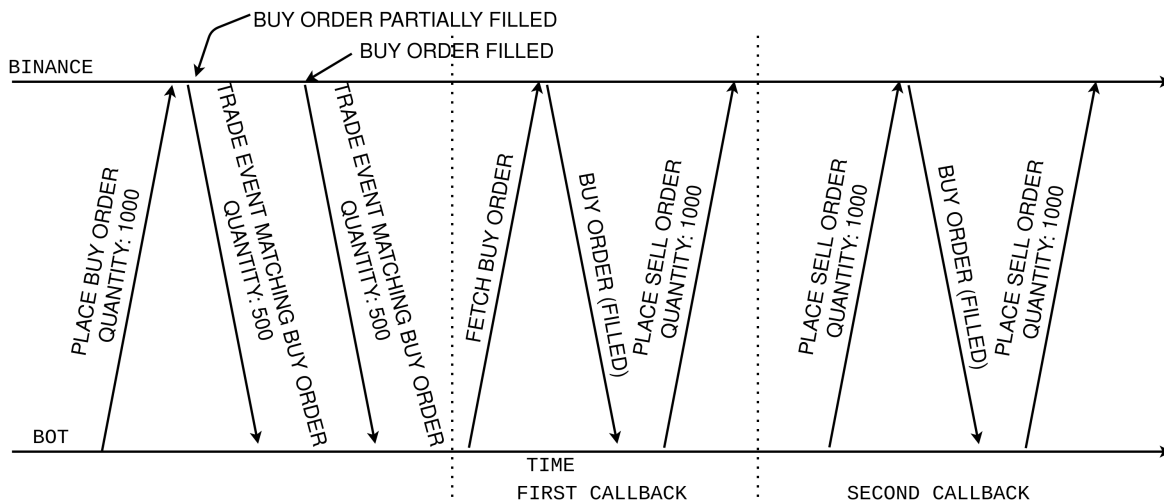 BUY ORDER PARTIALLY FILLED
BUY ORDER FILLED
BINANCE
PLACE BUY ORDER
QUANTITY: 1000
TRADE EVENT MATCHING BUY ORDER
QUANTITY: 500
TRADE EVENT MATCHING BUY ORDER
QUANTITY: 500
FETCH BUY ORDER
BUY ORDER (FILLED)
PLACE SELL ORDER
QUANTITY: 1000
PLACE SELL ORDER
QUANTITY: 1000
BUY ORDER (FILLED)
PLACE SELL ORDER
QUANTITY: 1000
BOT
TIME
FIRST CALLBACK
SECOND CALLBACK